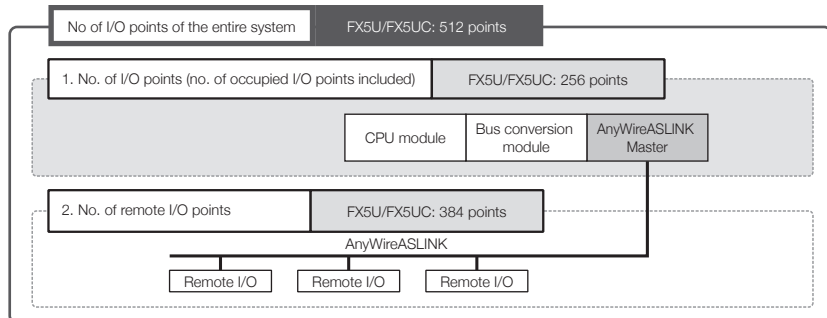 No of I/O points of the entire system FX5U/FX5UC: 512 points
1. No. of I/O points (no. of occupied I/O points included) FX5U/FX5UC: 256 points
CPU module
Bus conversion
module
AnyWireASLINK
Master
2. No. of remote I/O points FX5U/FX5UC: 384 points
AnyWireASLINK
Remote I/O Remote I/O Remote I/O